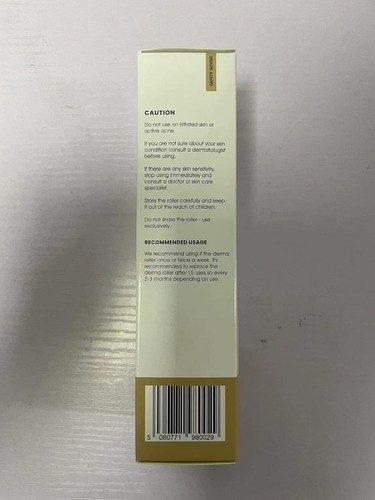 SAFETY ADVICE
CAUTION
Do not use on irritated skin or
active acne.
If you are not sure about your skin
condition consult a dermatologist
before using.
If there are any skin sensitivity,
stop using immediately and
consult a doctor or skin care
specialist.
Store the roller carefully and keep
it out of the reach of children.
Do not share the roller - use
exclusively.
RECOMMENDED USAGE
We recommend using it the derma
roller once or twice a week. It's
recommended to replace the
derma roller after 15 uses so every
2-3 months depending on use.
5 060771 980029